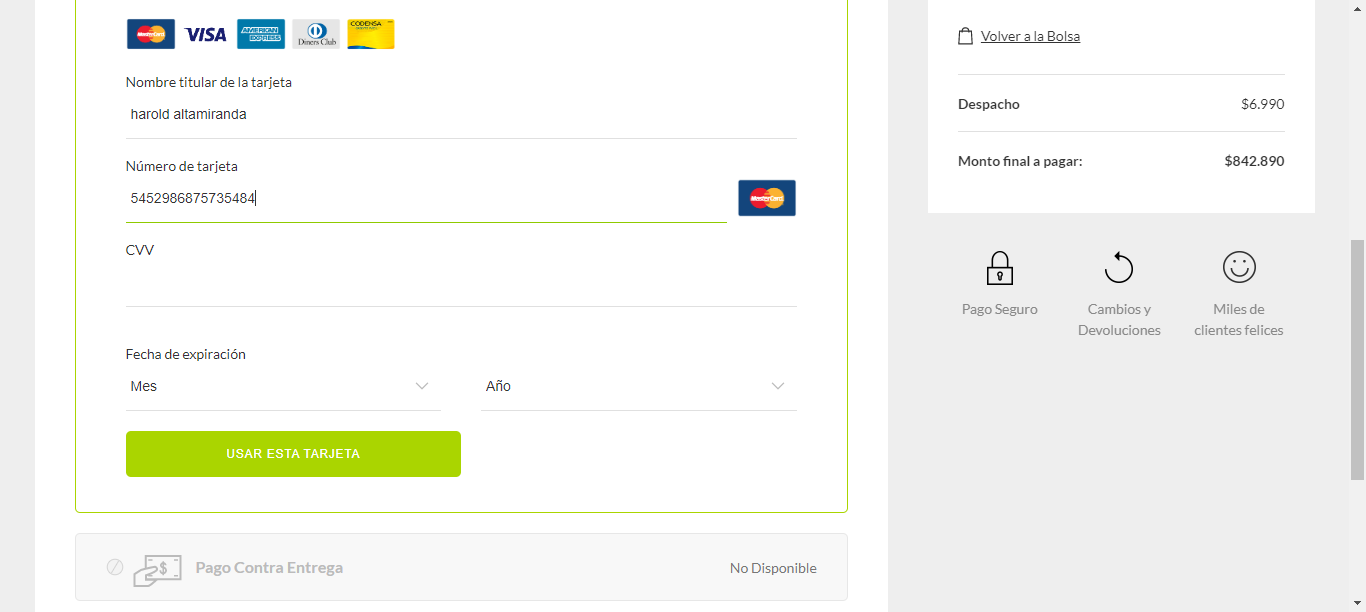 MasterCard
VISA
AMERICAN EXPRESS
Diners Club
CODENSA
Nombre titular de la tarjeta
harold altamiranda
Número de tarjeta
5452986875735484
MasterCard
CVV
Fecha de expiración
Mes
Año
USAR ESTA TARJETA
Pago Contra Entrega
No Disponible
Volver a la Bolsa
Despacho $6.990
Monto final a pagar: $842.890
Pago Seguro
Cambios y
Devoluciones
Miles de
clientes felices